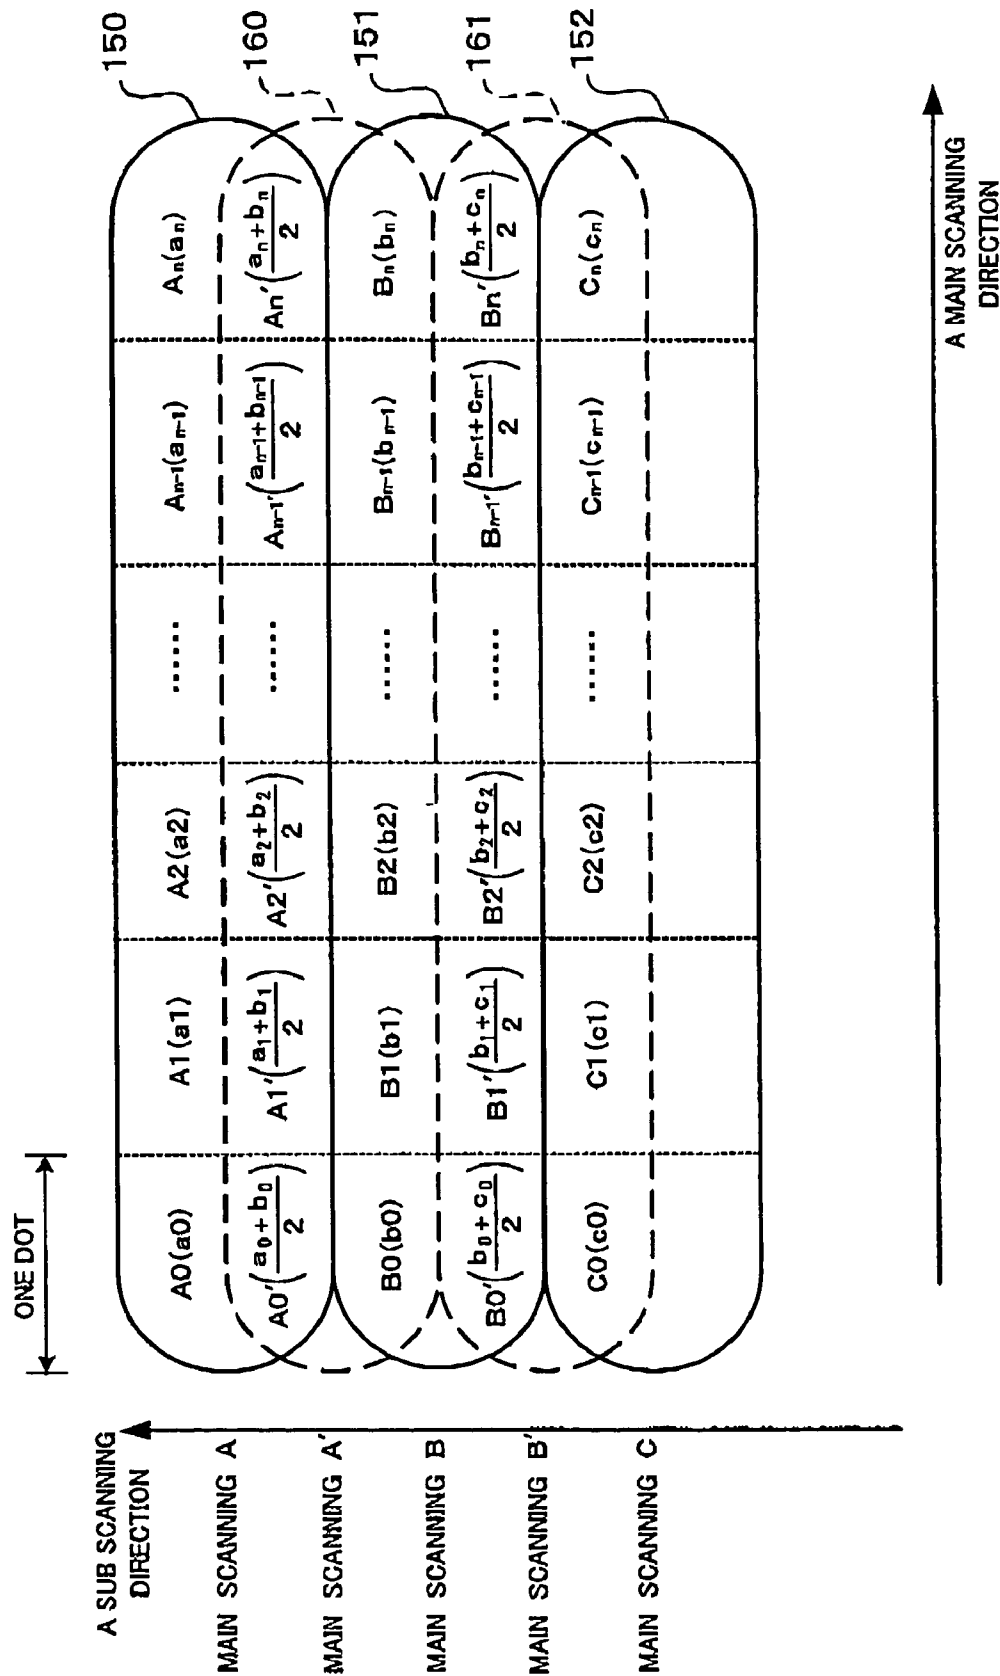 150
160
151
161
152
ONE DOT
A0(a0) A1(a1) A2(a2) ...... An-1(an-1) An(an)
A0′((a0+b0)/2) A1′((a1+b1)/2) A2′((a2+b2)/2) ...... An-1′((an-1+bn-1)/2) An′((an+bn)/2)
B0(b0) B1(b1) B2(b2) ...... Bn-1(bn-1) Bn(bn)
B0′((b0+c0)/2) B1′((b1+c1)/2) B2′((b2+c2)/2) ...... Bn-1′((bn-1+cn-1)/2) Bn′((bn+cn)/2)
C0(c0) C1(c1) C2(c2) ...... Cn-1(cn-1) Cn(cn)
A SUB SCANNING
DIRECTION
MAIN SCANNING A
MAIN SCANNING A′
MAIN SCANNING B
MAIN SCANNING B′
MAIN SCANNING C
A MAIN SCANNING
DIRECTION